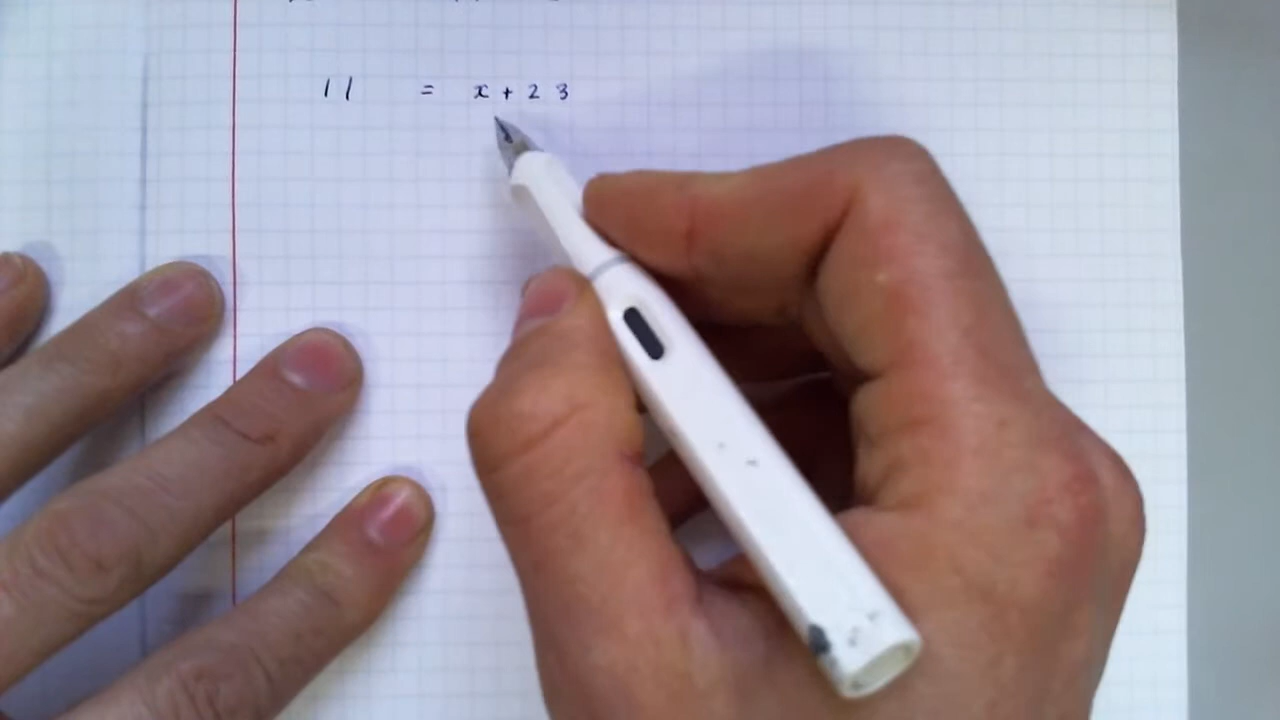 11 = x + 23